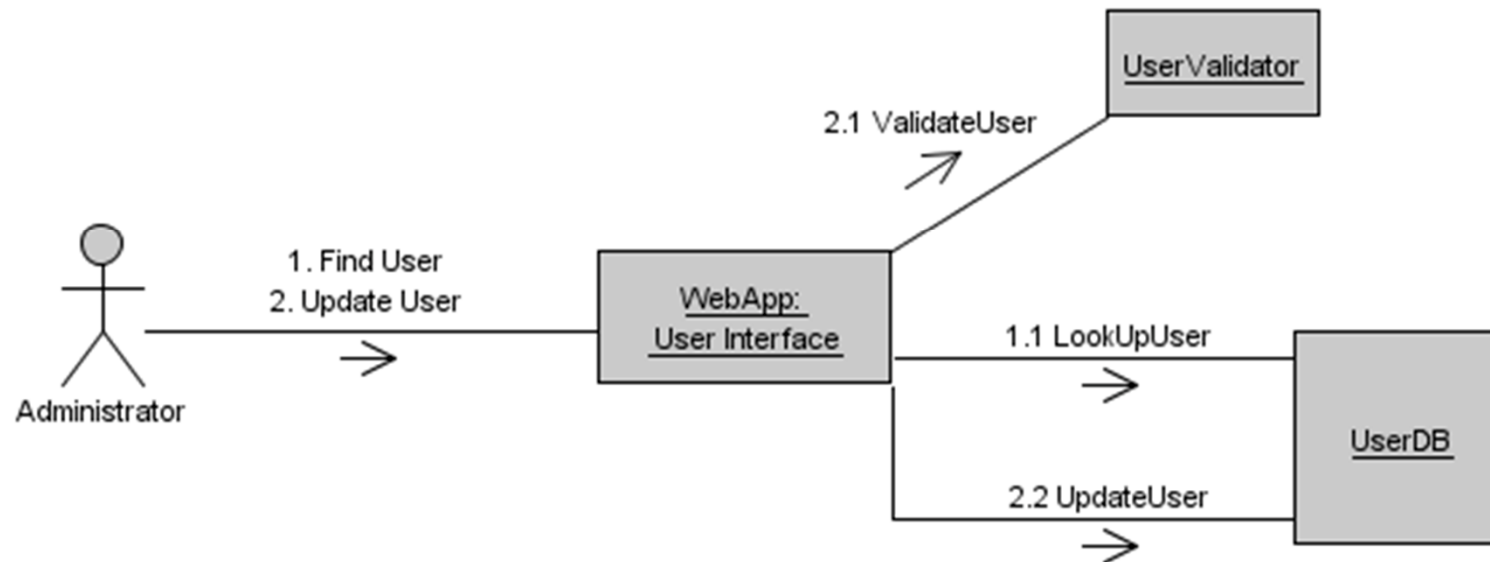 UserValidator
2.1 ValidateUser
1. Find User
2. Update User
WebApp:
User Interface
1.1 LookUpUser
Administrator
UserDB
2.2 UpdateUser